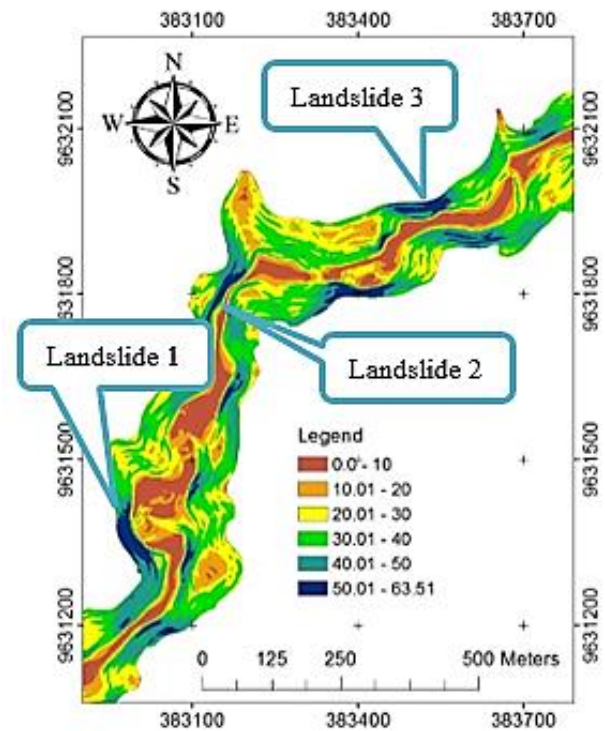 383100 383400 383700
N
W E
S
Landslide 3
9632100 9632100
9631800 9631800
Landslide 1
Landslide 2
9631500 9631500
Legend
0.0 - 10
10.01 - 20
20.01 - 30
30.01 - 40
40.01 - 50
50.01 - 63.51
9631200 9631200
0 125 250 500 Meters
383100 383400 383700